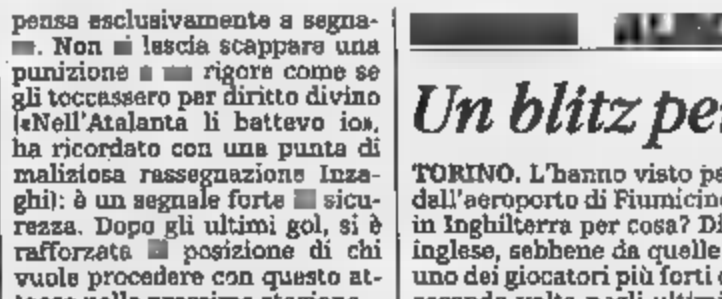 pensa esclusivamente a segna-
. Non si lascia scappare una
punizione rigore come se
gli toccassero per diritto divino
(«Nell'Atalanta li battevo io»,
ha ricordato con una punta di
maliziosa rassegnazione Inza-
ghi): è un segnale forte sicu-
rezza. Dopo gli ultimi gol, si è
rafforzata posizione di chi
vuole procedere con questo at-
Un blitz pe
TORINO. L'hanno visto pa
dall'aeroporto di Fiumicino
in Inghilterra per cosa? Di
inglese, sebbene da quelle
uno dei giocatori più forti